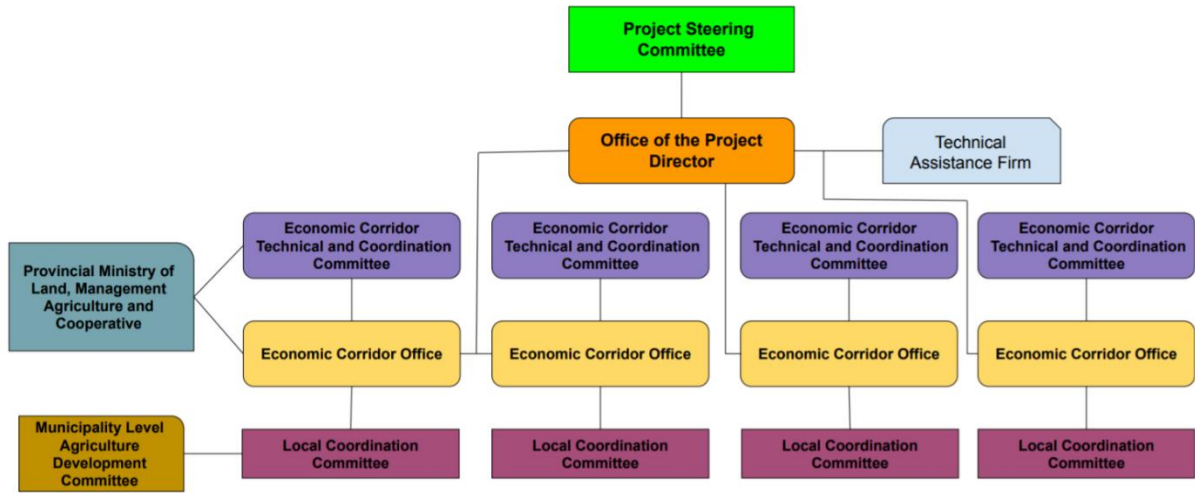 Project Steering
Committee
Office of the Project
Director
Technical
Assistance Firm
Economic Corridor
Technical and Coordination
Committee
Economic Corridor
Technical and Coordination
Committee
Economic Corridor
Technical and Coordination
Committee
Economic Corridor
Technical and Coordination
Committee
Provincial Ministry of
Land, Management
Agriculture and
Cooperative
Economic Corridor Office
Economic Corridor Office
Economic Corridor Office
Economic Corridor Office
Municipality Level
Agriculture
Development
Committee
Local Coordination
Committee
Local Coordination
Committee
Local Coordination
Committee
Local Coordination
Committee